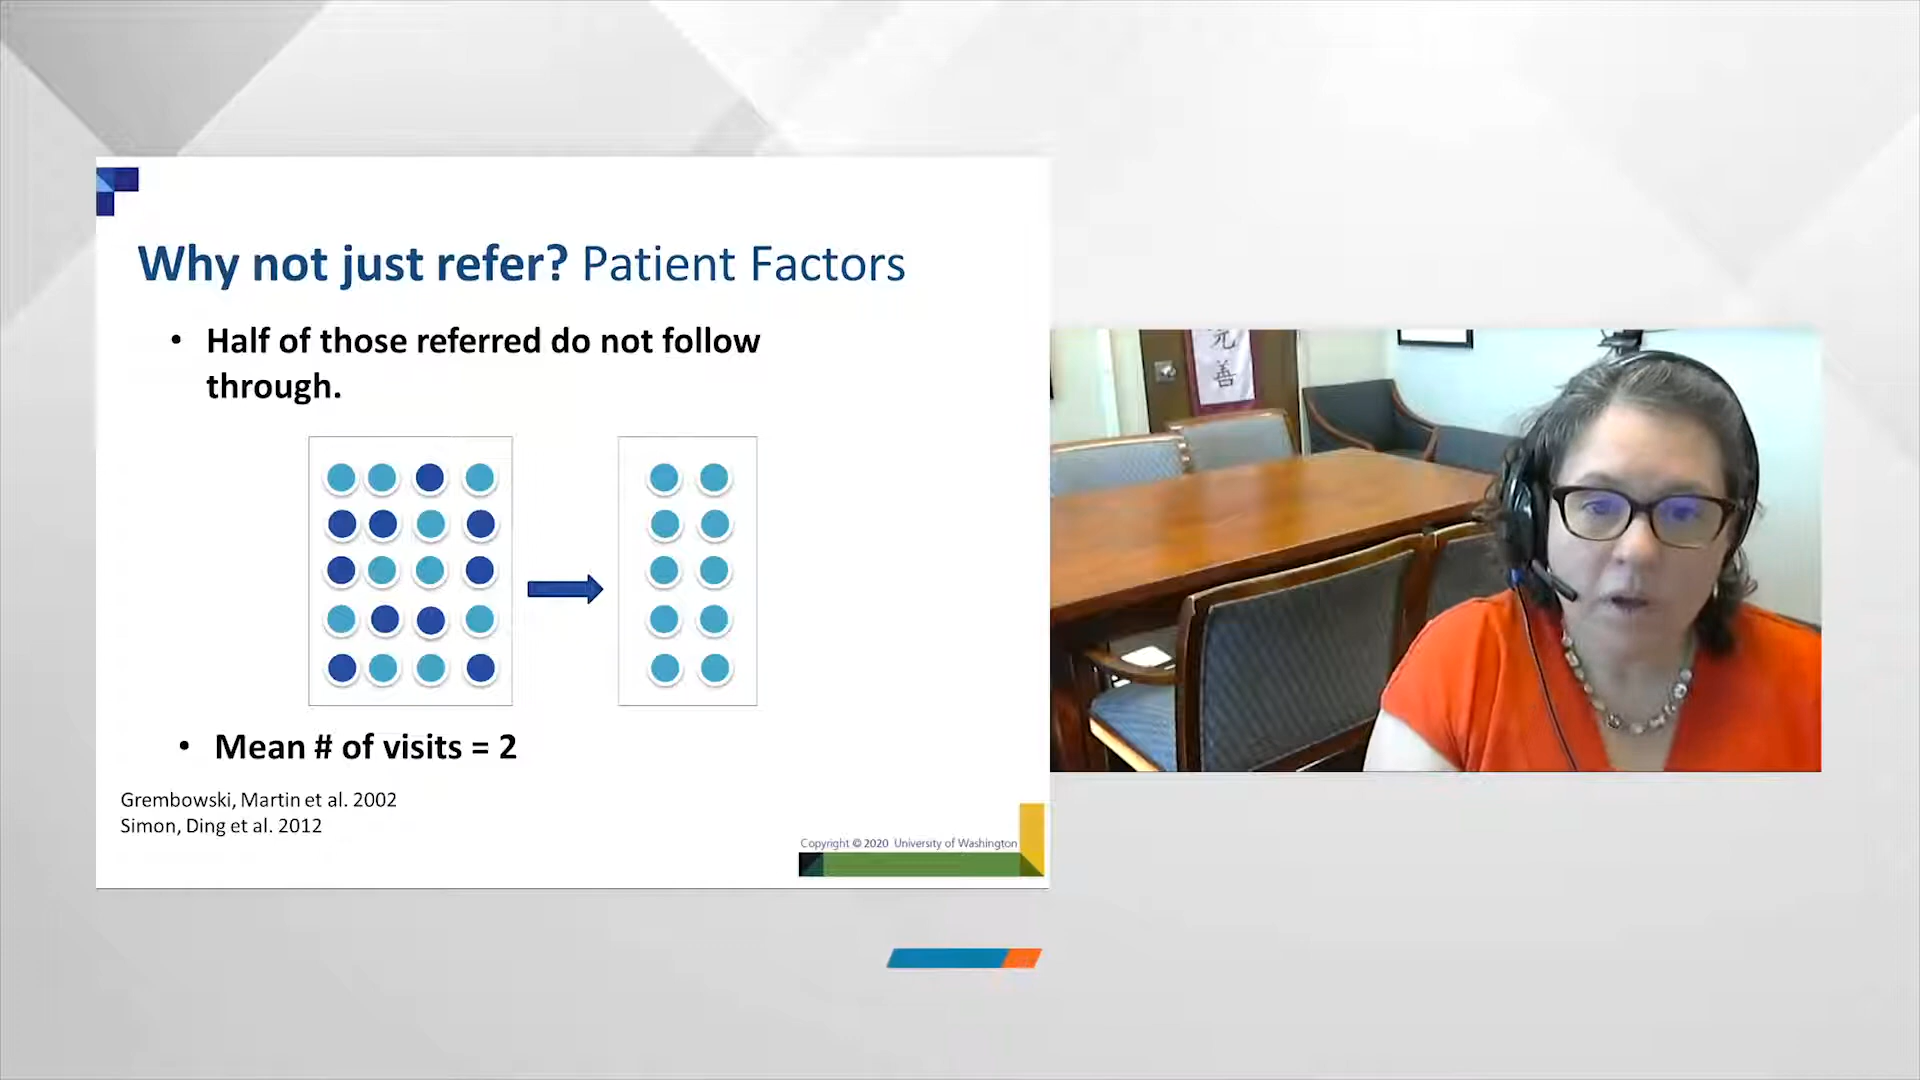 Why not just refer? Patient Factors
• Half of those referred do not follow
through.
• Mean # of visits = 2
Grembowski, Martin et al. 2002
Simon, Ding et al. 2012
Copyright © 2020 University of Washington
善